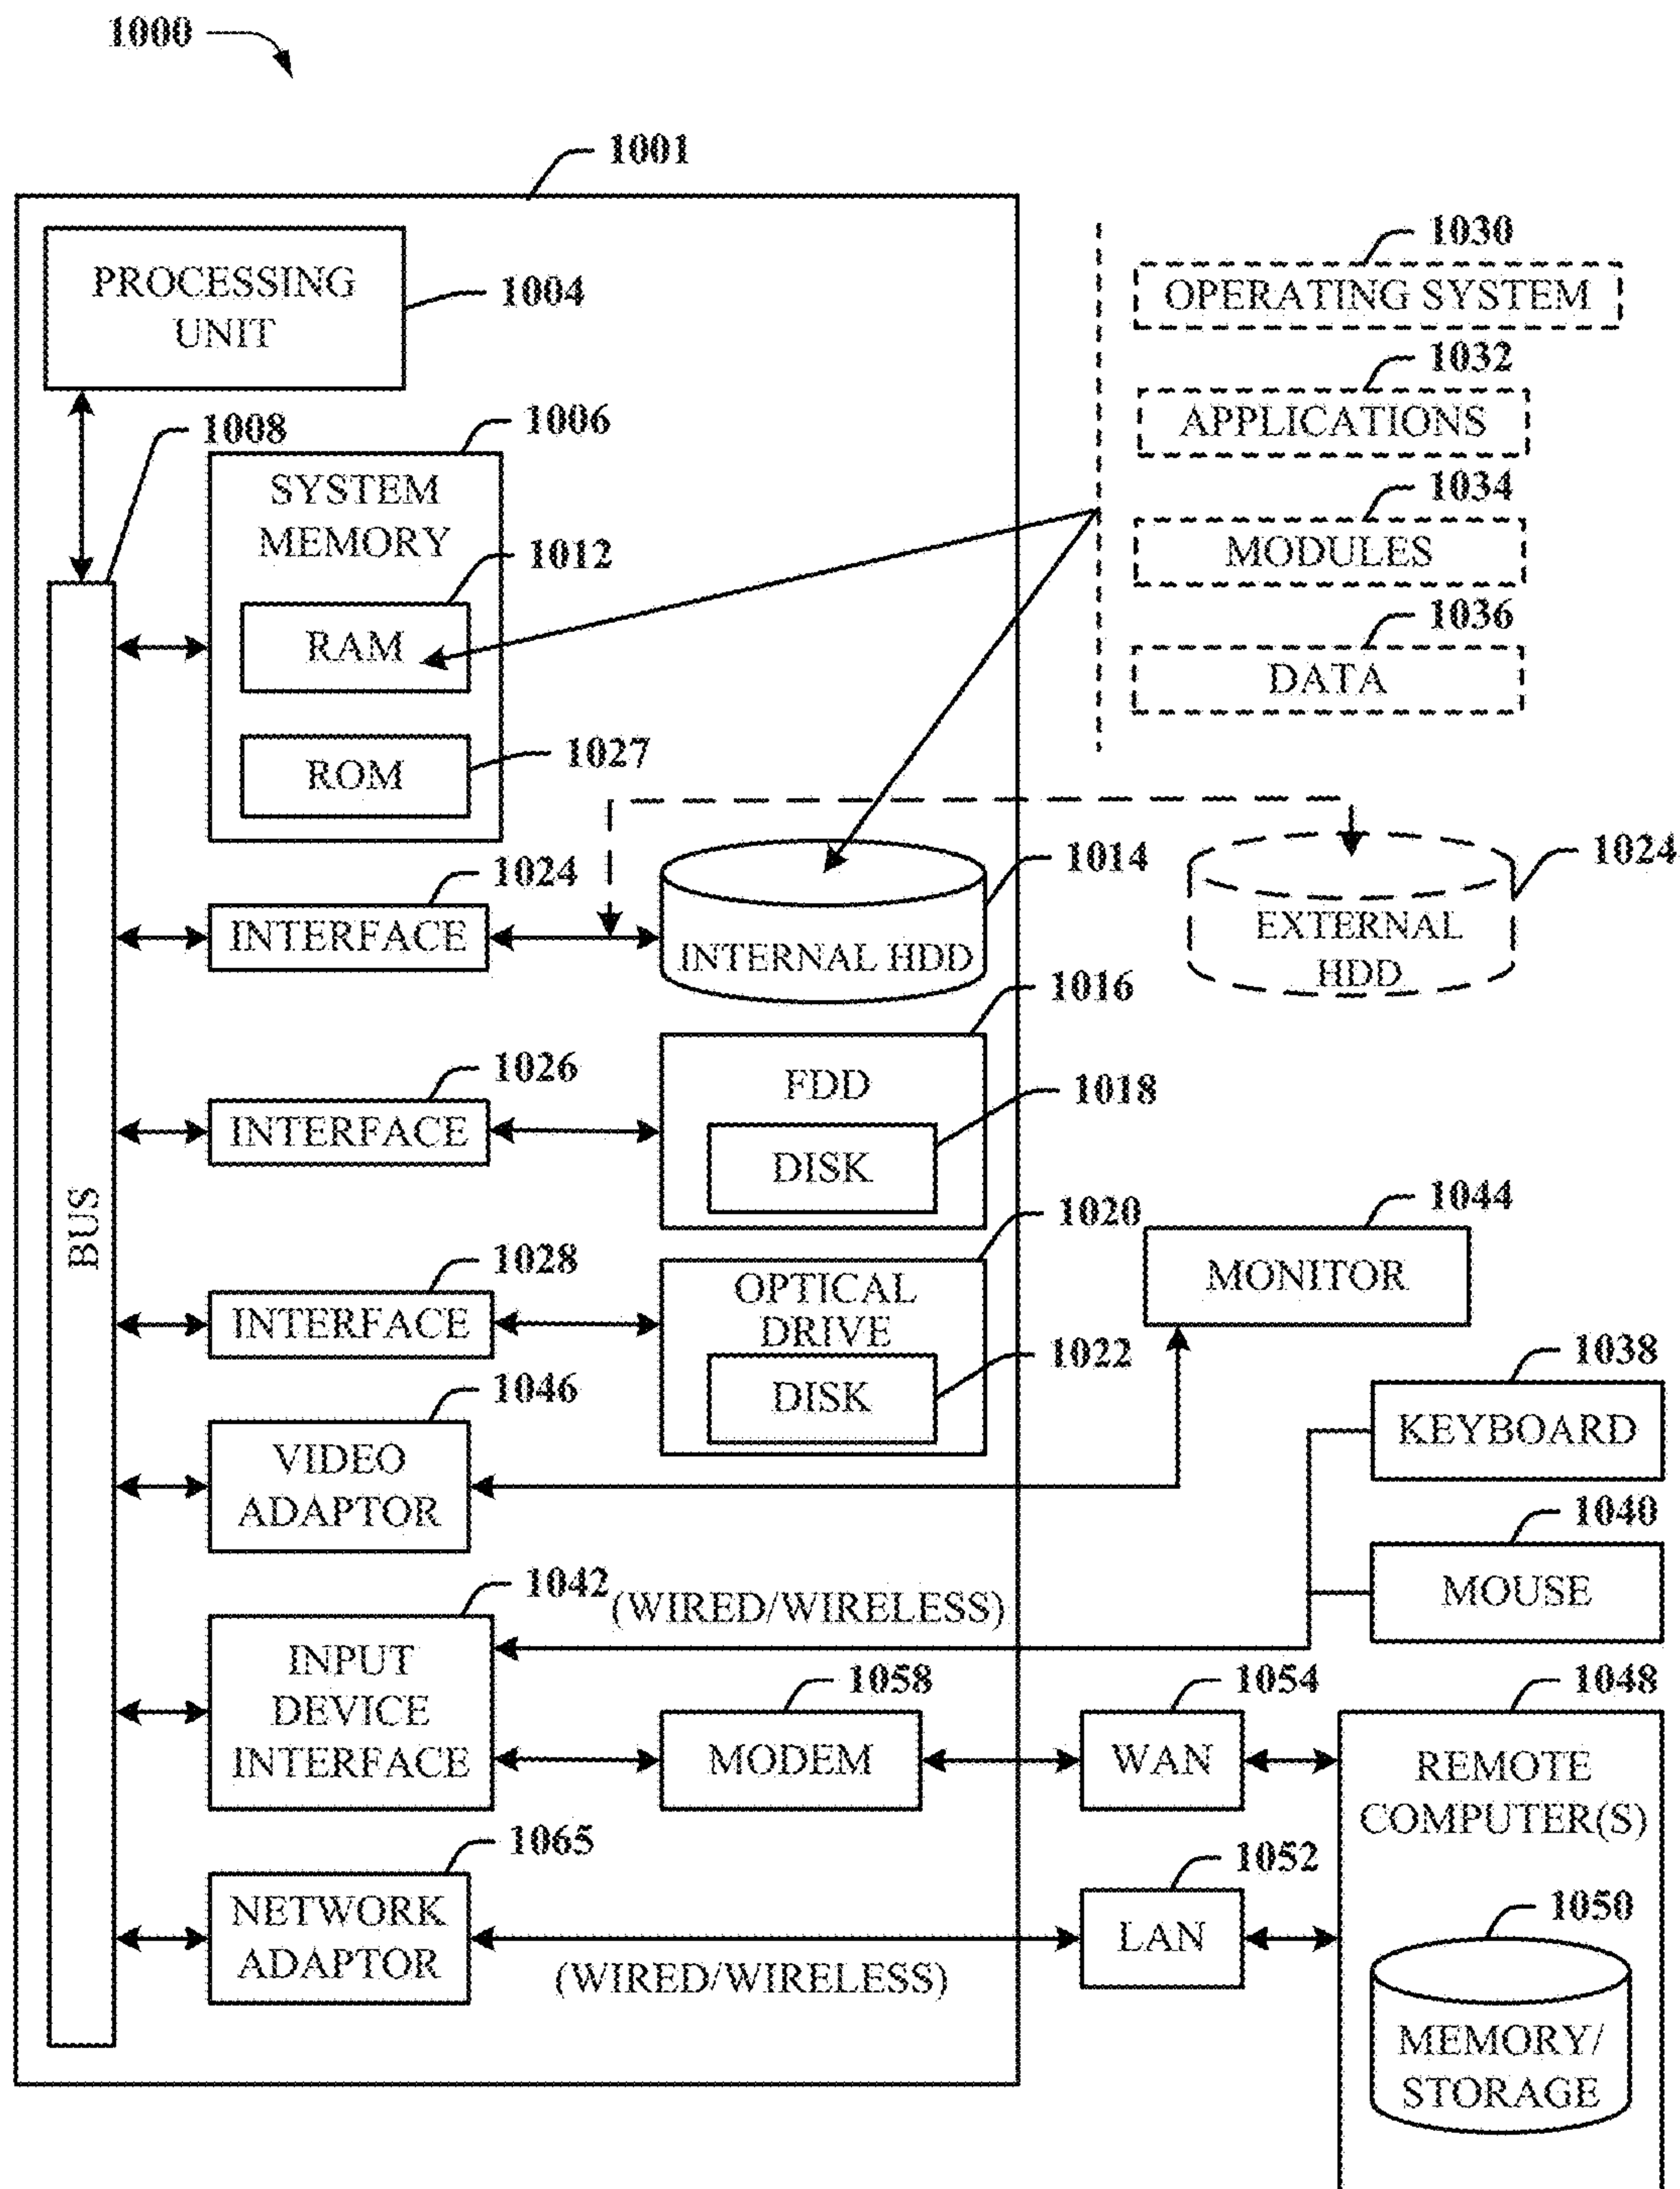 1000
1001
PROCESSING
UNIT
1004
1030
OPERATING SYSTEM
1032
APPLICATIONS
1034
MODULES
1036
DATA
1008
1006
SYSTEM
MEMORY
1012
RAM
1027
ROM
BUS
1024
INTERFACE
1014
INTERNAL HDD
1024
EXTERNAL
HDD
1016
1026
INTERFACE
FDD
1018
DISK
1020
1028
INTERFACE
OPTICAL
DRIVE
1022
DISK
1044
MONITOR
1046
VIDEO
ADAPTOR
1038
KEYBOARD
1040
MOUSE
1042
(WIRED/WIRELESS)
INPUT
DEVICE
INTERFACE
1058
MODEM
1054
WAN
1048
REMOTE
COMPUTER(S)
1065
NETWORK
ADAPTOR
(WIRED/WIRELESS)
1052
LAN
1050
MEMORY/
STORAGE